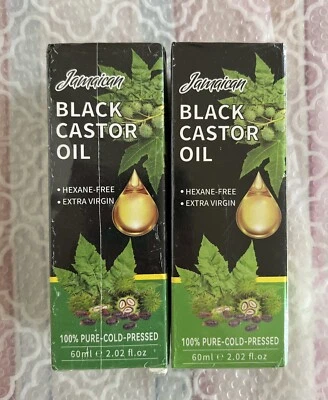 Jamaican
BLACK
CASTOR
OIL
• HEXANE-FREE
• EXTRA VIRGIN
100% PURE-COLD-PRESSED
60ml ℮ 2.02 fl.oz
Jamaican
BLACK
CASTOR
OIL
• HEXANE-FREE
• EXTRA VIRGIN
100% PURE-COLD-PRESSED
60ml ℮ 2.02 fl.oz